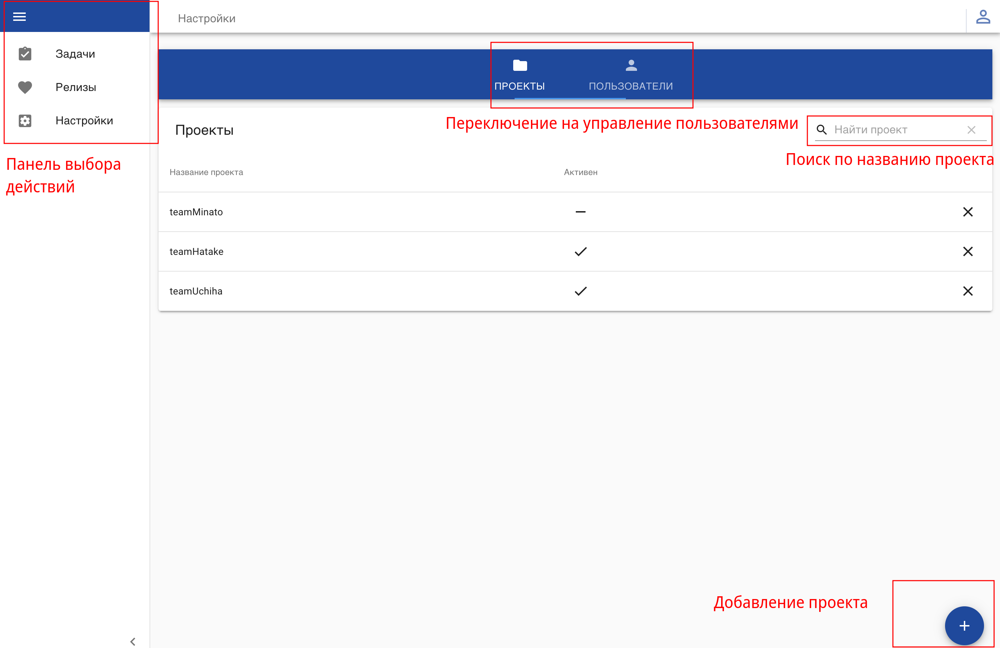 Настройки
Задачи
Релизы
Настройки
Панель выбора
действий
ПРОЕКТЫ
ПОЛЬЗОВАТЕЛИ
Переключение на управление пользователями
Проекты
Найти проект
Поиск по названию проекта
Название проекта
Активен
teamMinato
teamHatake
teamUchiha
Добавление проекта